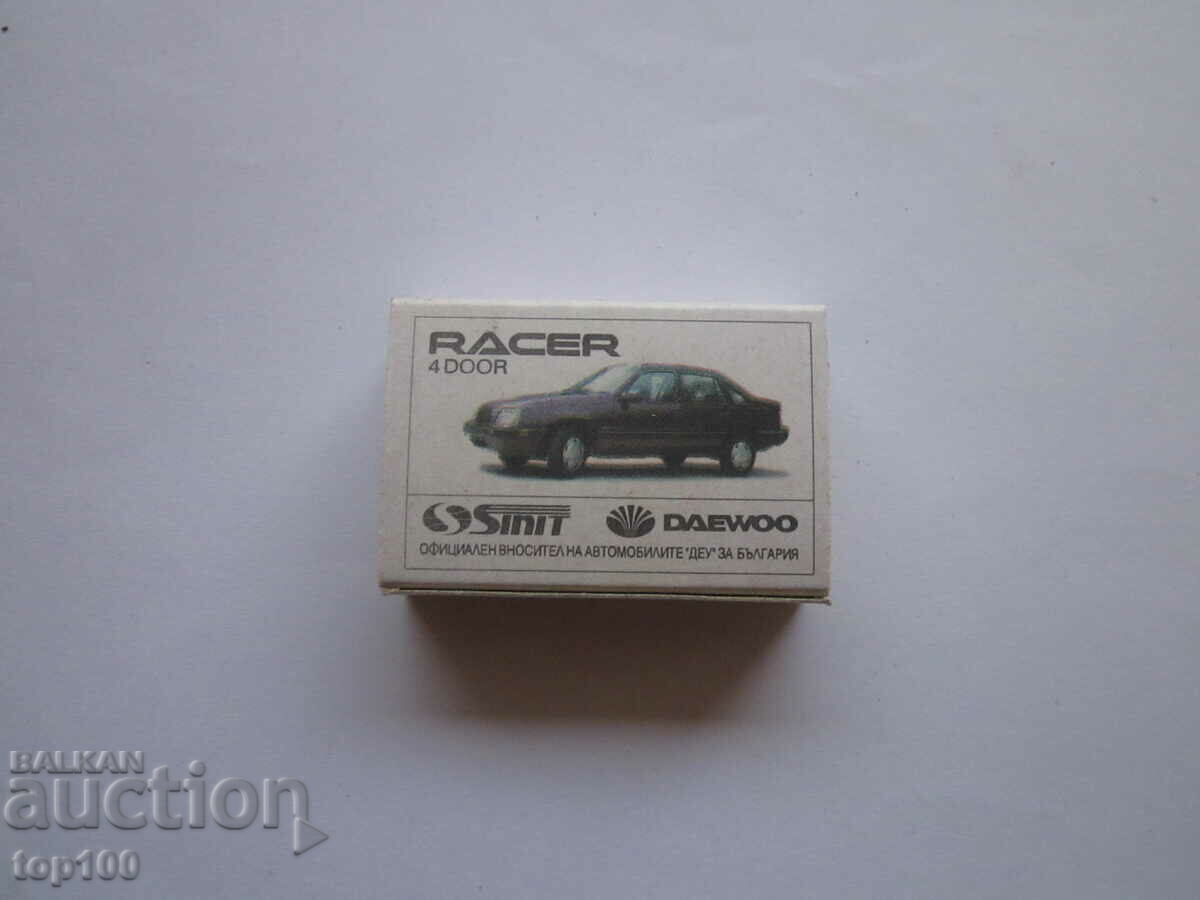 RACER
4 DOOR
SINIT DAEWOO
ОФИЦИАЛЕН ВНОСИТЕЛ НА АВТОМОБИЛИТЕ "ДЕУ" ЗА БЪЛГАРИЯ
BALKAN
auction
top100